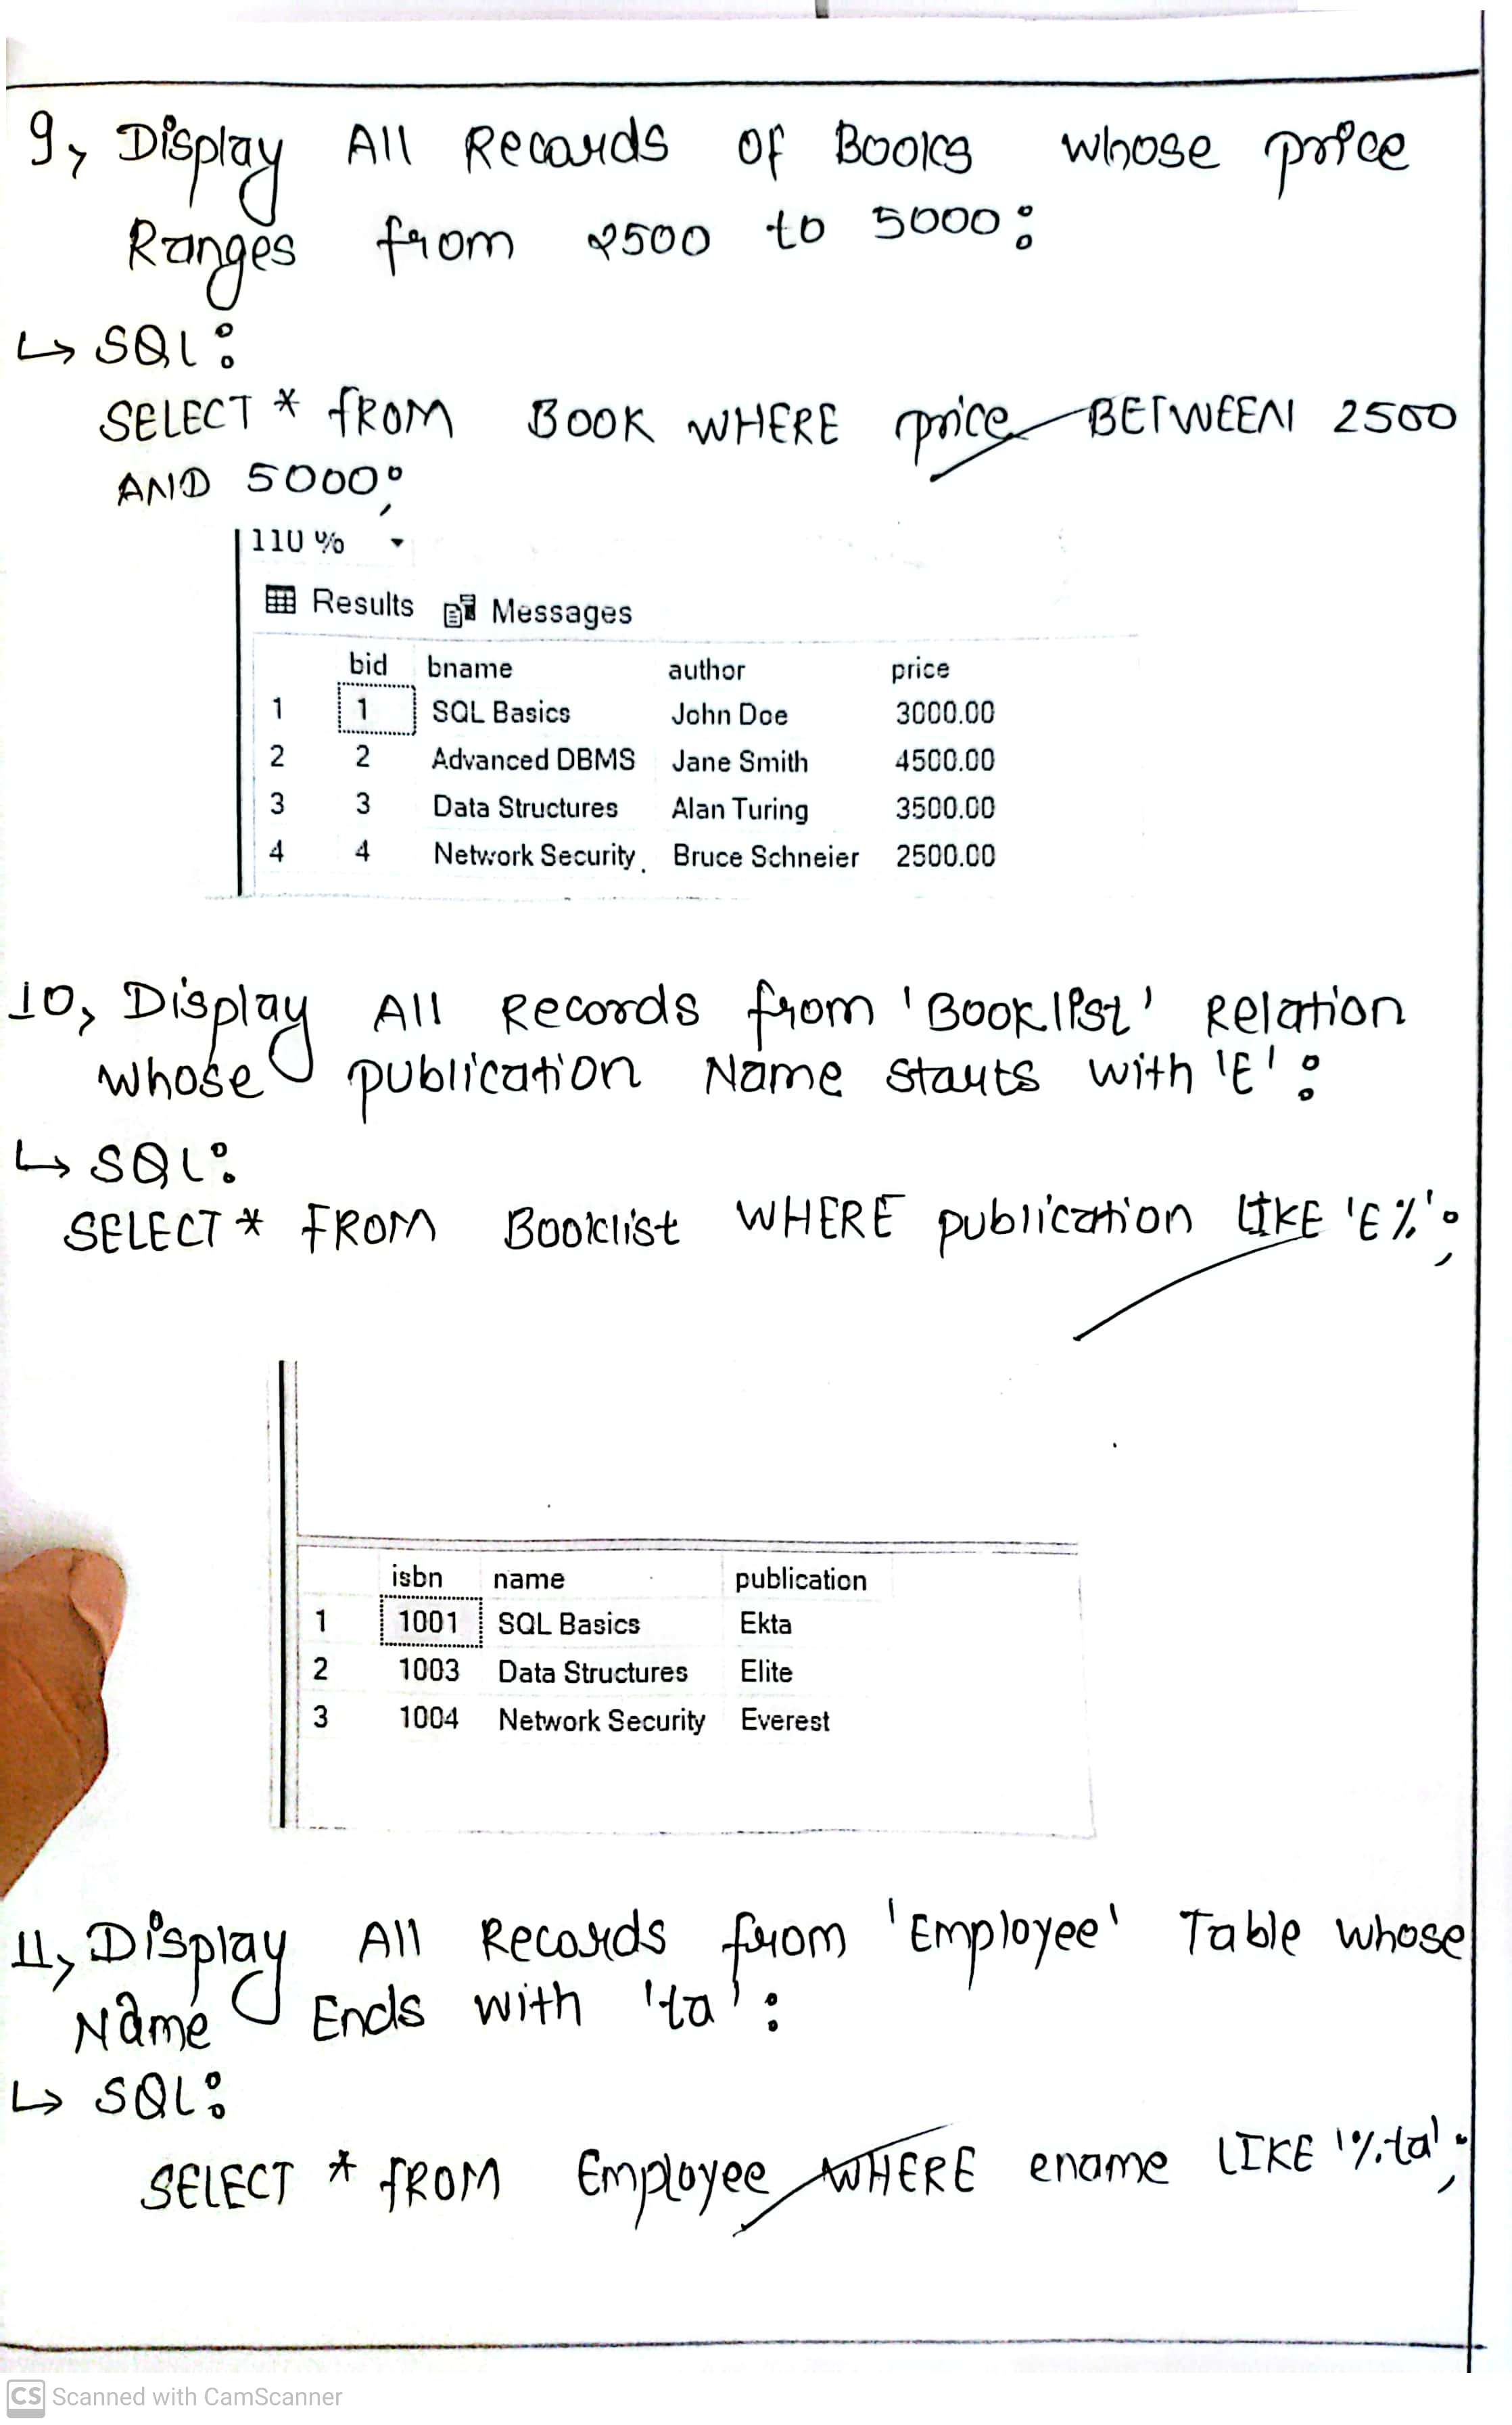 9, Display All Records Of Books whose price
Ranges from 2500 to 5000:
↳ SQL:
SELECT * fROM BOOK WHERE price BETWEEN 2500
AND 5000;
110 %
Results Messages
bid bname author price
1 1 SQL Basics John Doe 3000.00
2 2 Advanced DBMS Jane Smith 4500.00
3 3 Data Structures Alan Turing 3500.00
4 4 Network Security Bruce Schneier 2500.00
10, Display All Records from 'Booklist' Relation
whose publication Name starts with 'E':
↳ SQL:
SELECT * FROM Booklist WHERE publication LIKE 'E%';
isbn name publication
1 1001 SQL Basics Ekta
2 1003 Data Structures Elite
3 1004 Network Security Everest
11, Display All Records from 'Employee' Table whose
Name Ends with 'ta':
↳ SQL:
SELECT * fROM Employee WHERE ename LIKE '%ta';
CS Scanned with CamScanner